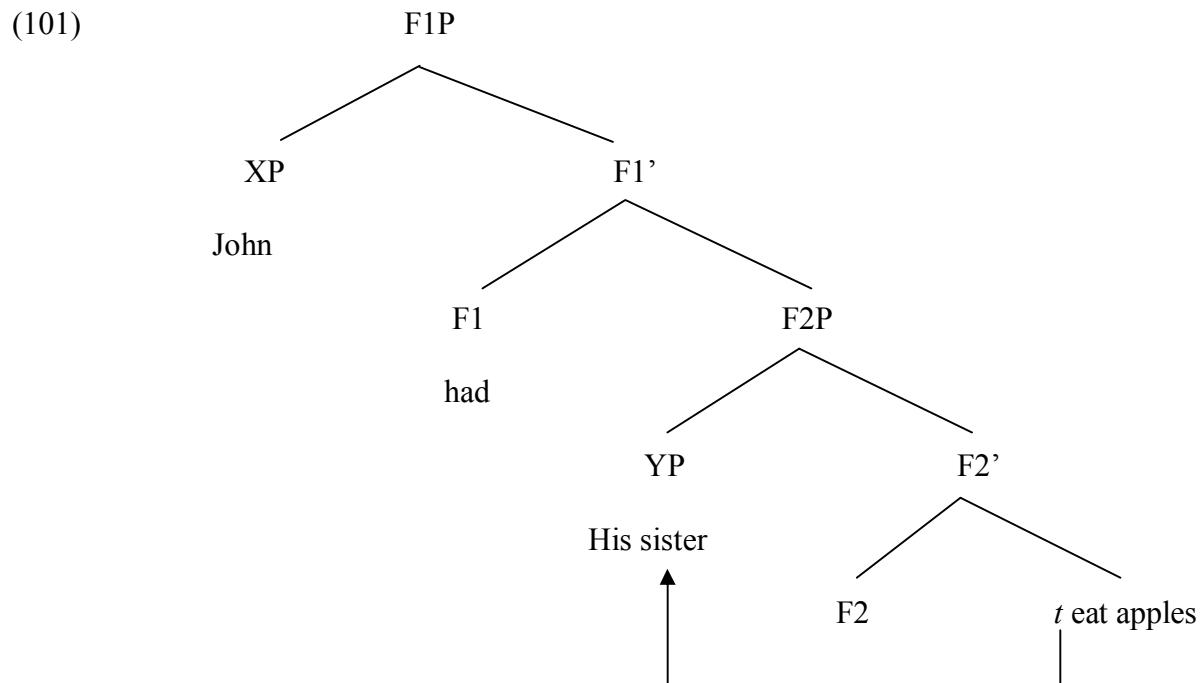 (101) F1P
XP F1’
John
F1 F2P
had
YP F2’
His sister
F2 t eat apples